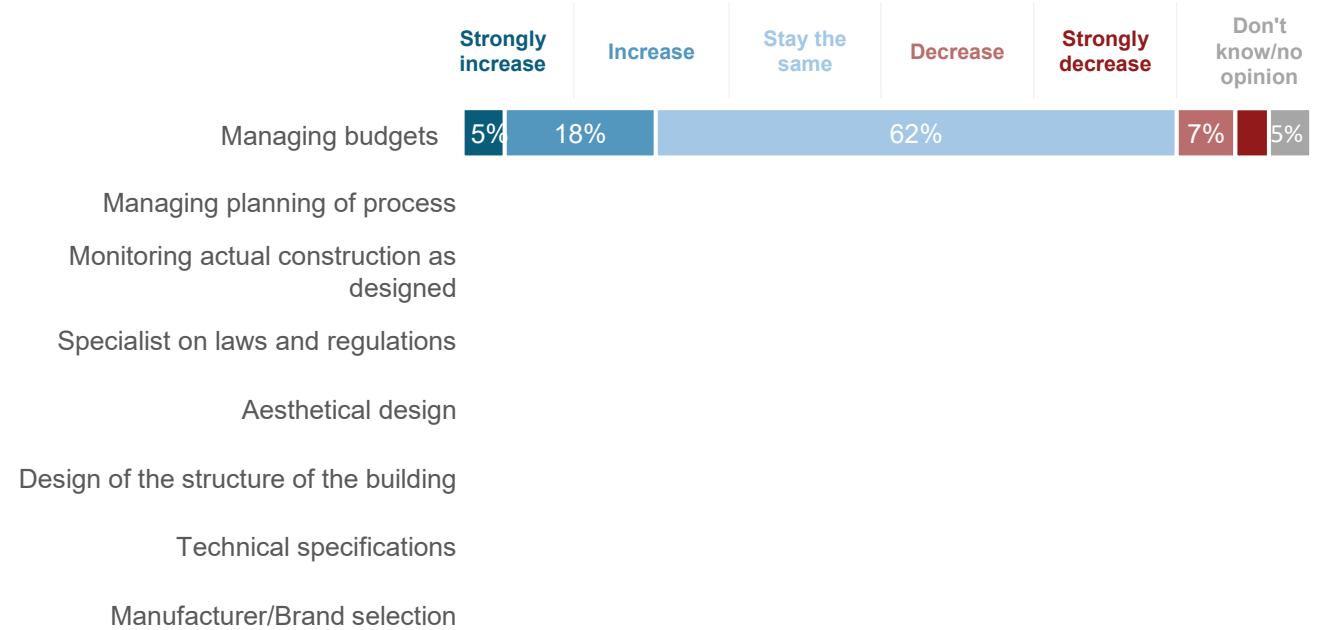 Strongly
increase
Increase
Stay the
same
Decrease
Strongly
decrease
Don't
know/no
opinion
Managing budgets
5%
18%
62%
7%
5%
Managing planning of process
Monitoring actual construction as
designed
Specialist on laws and regulations
Aesthetical design
Design of the structure of the building
Technical specifications
Manufacturer/Brand selection